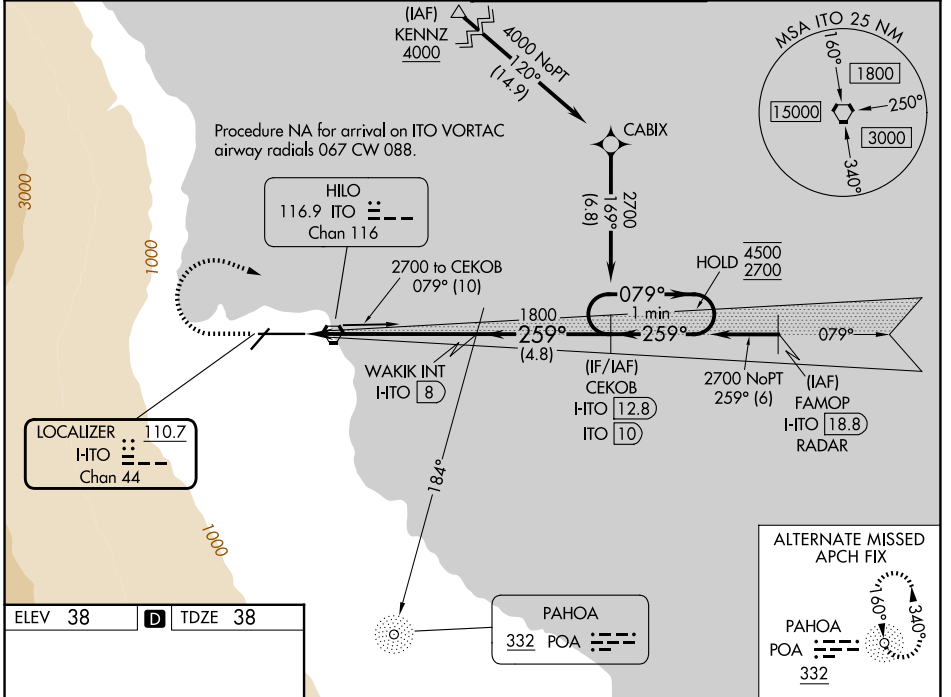 (IAF)
KENNZ
4000
4000 NoPT
120°
(14.9)
MSA ITO 25 NM
160°
1800
15000
250°
3000
340°
CABIX
Procedure NA for arrival on ITO VORTAC
airway radials 067 CW 088.
3000
2700
169°
(6.8)
HILO
116.9 ITO
Chan 116
1000
2700 to CEKOB
079° (10)
HOLD
4500
2700
079°
1 min
259°
1800
259°
(4.8)
079°
WAKIK INT
I-ITO 8
(IF/IAF)
CEKOB
I-ITO 12.8
ITO 10
2700 NoPT
259° (6)
(IAF)
FAMOP
I-ITO 18.8
RADAR
LOCALIZER 110.7
I-ITO
Chan 44
184°
1000
ALTERNATE MISSED
APCH FIX
160°
340°
PAHOA
POA
332
ELEV 38
D
TDZE 38
PAHOA
332 POA